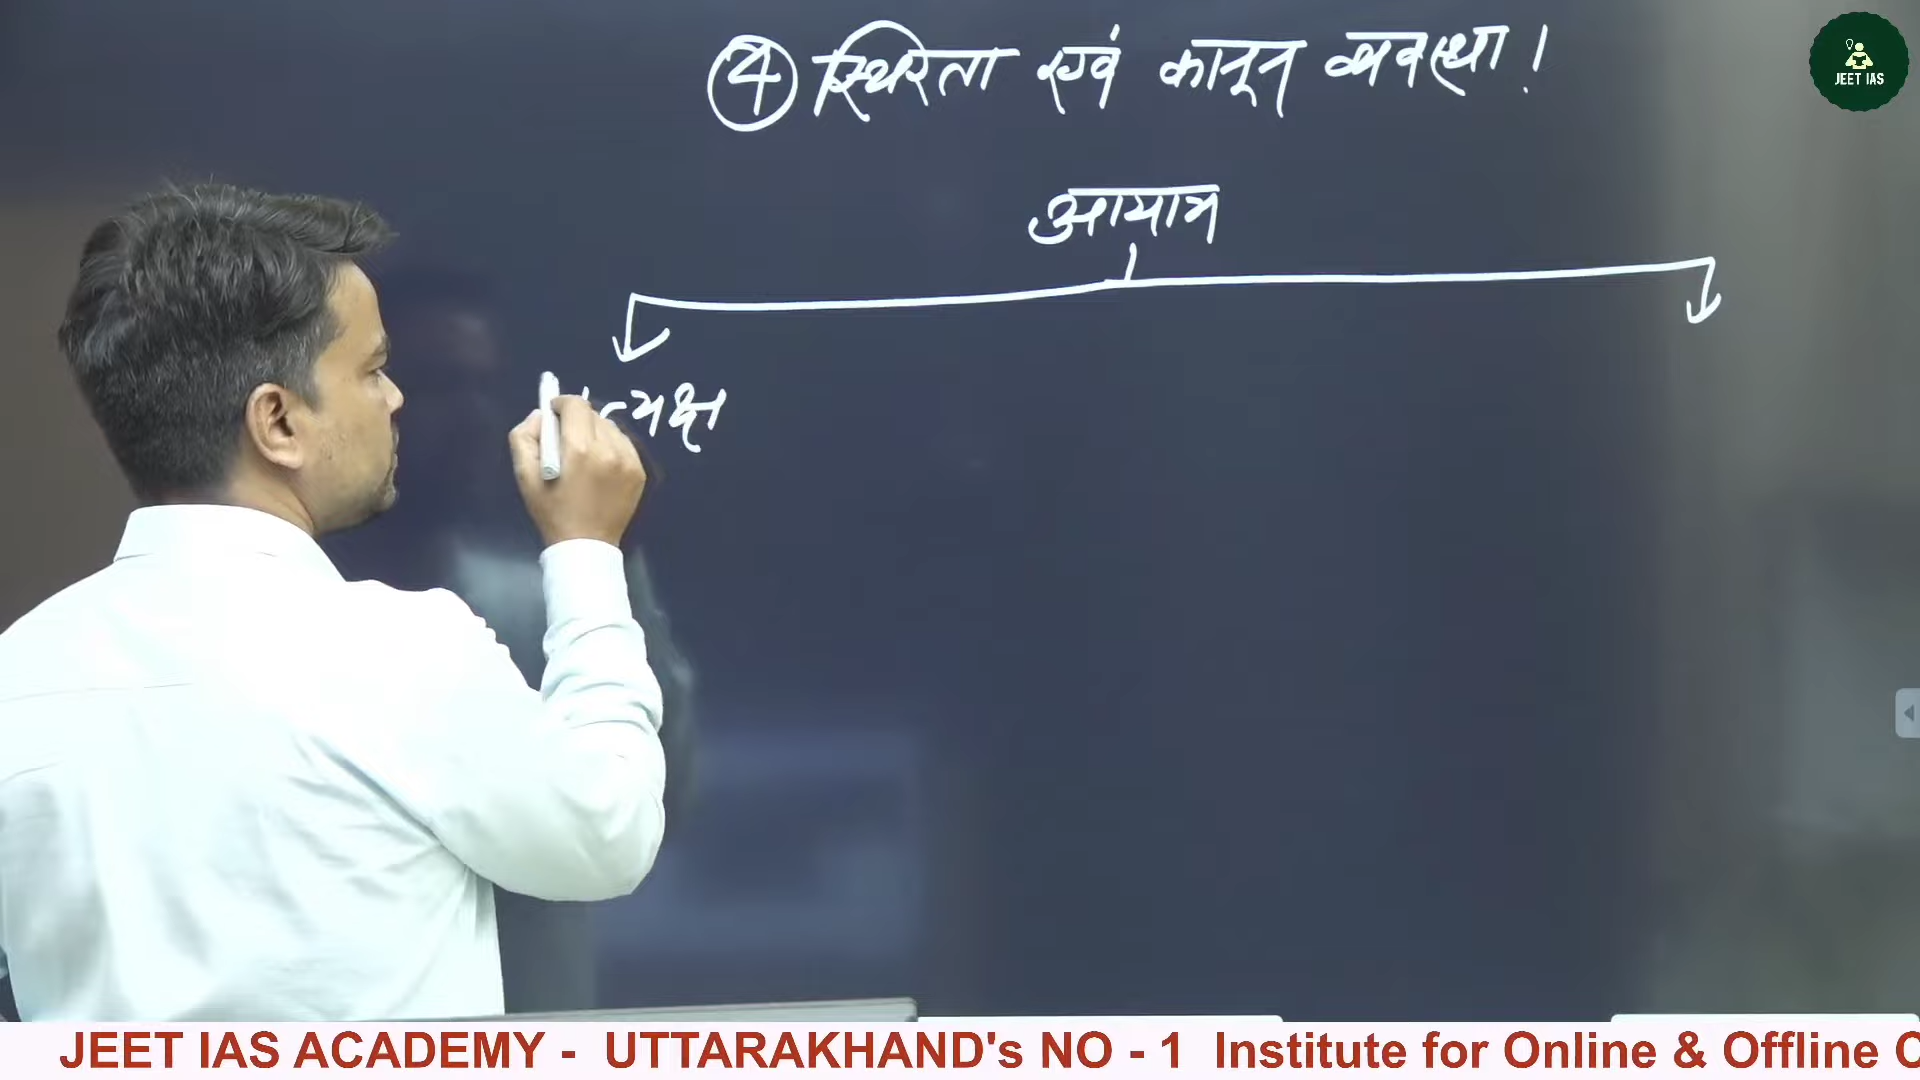 ④ स्थिरता एवं कानून व्यवस्था !
JEET IAS
आयाम
JEET IAS ACADEMY - UTTARAKHAND's NO - 1 Institute for Online & Offline C